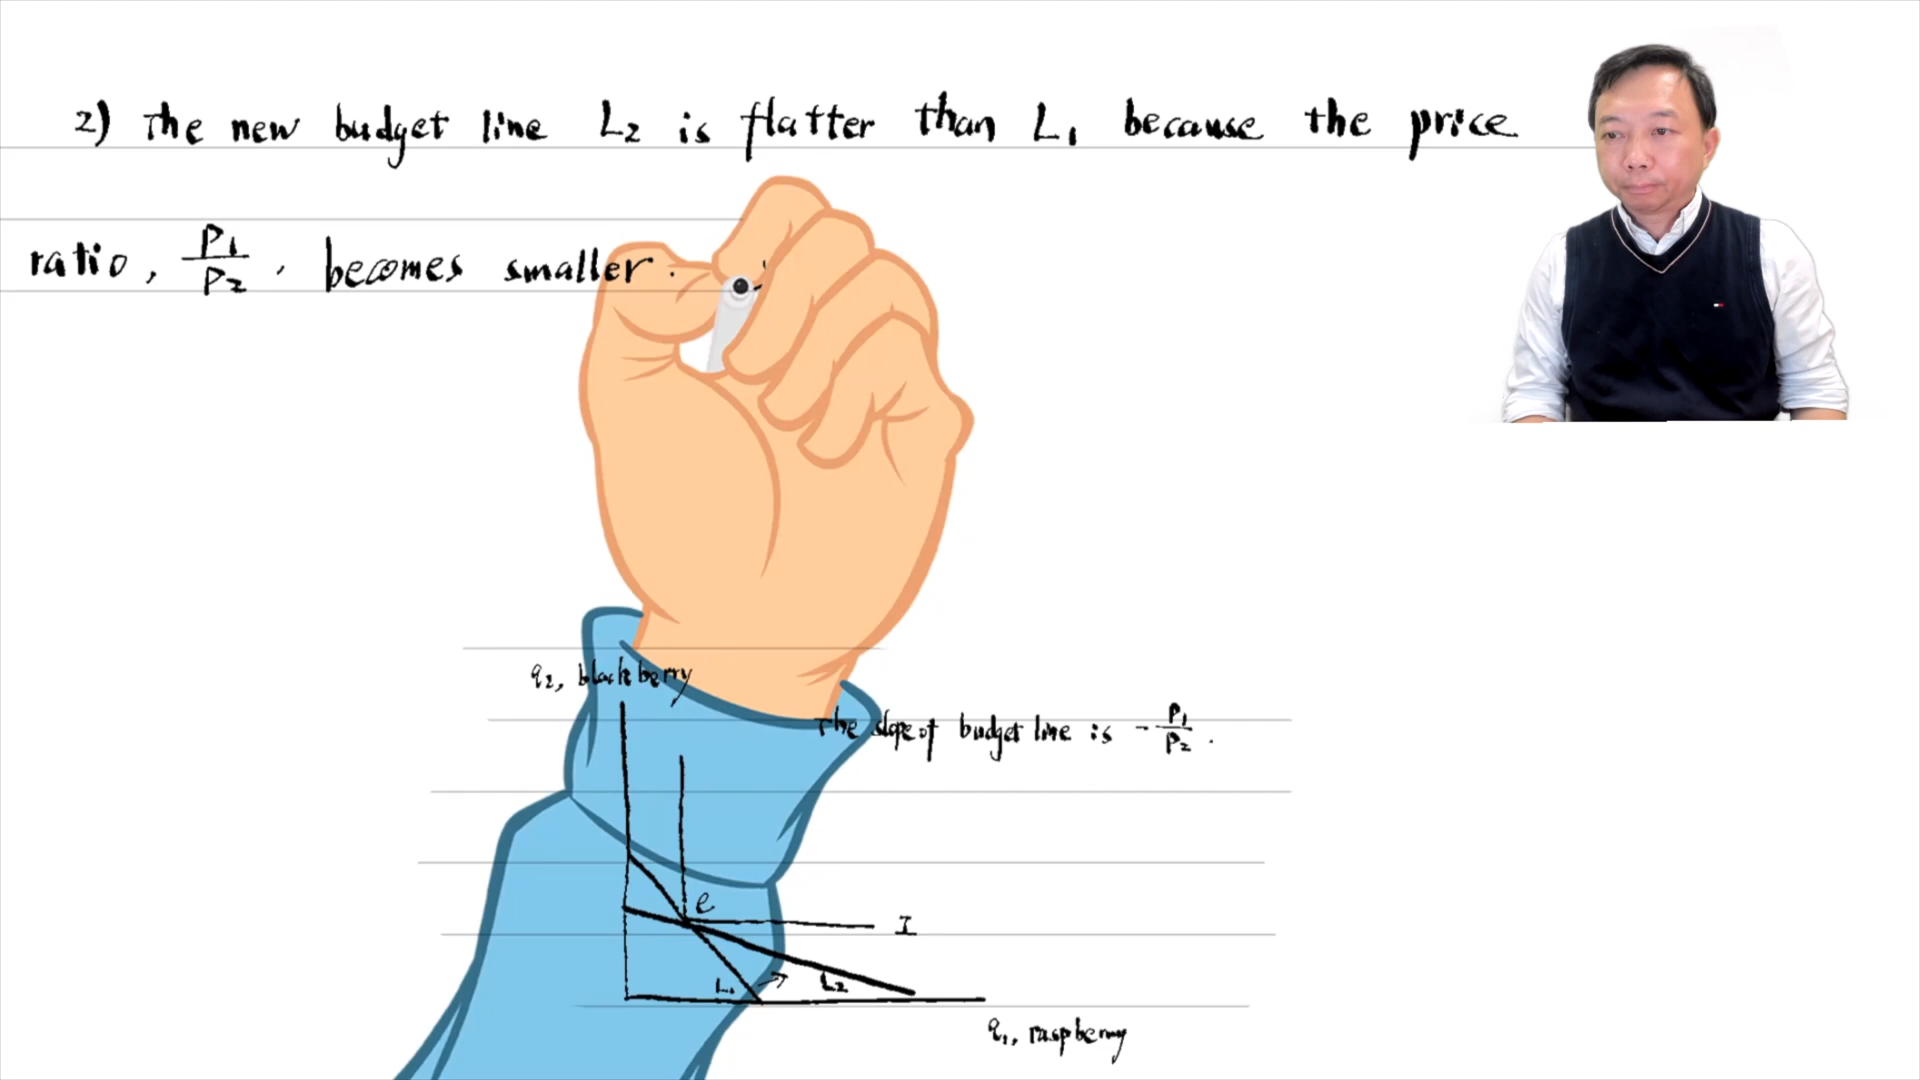 2) The new budget line L2 is flatter than L1 because the price
ratio, P1/P2, becomes smaller.
q2, blackberry
The slope of budget line is -P1/P2.
e
I
L1
L2
q1, raspberry